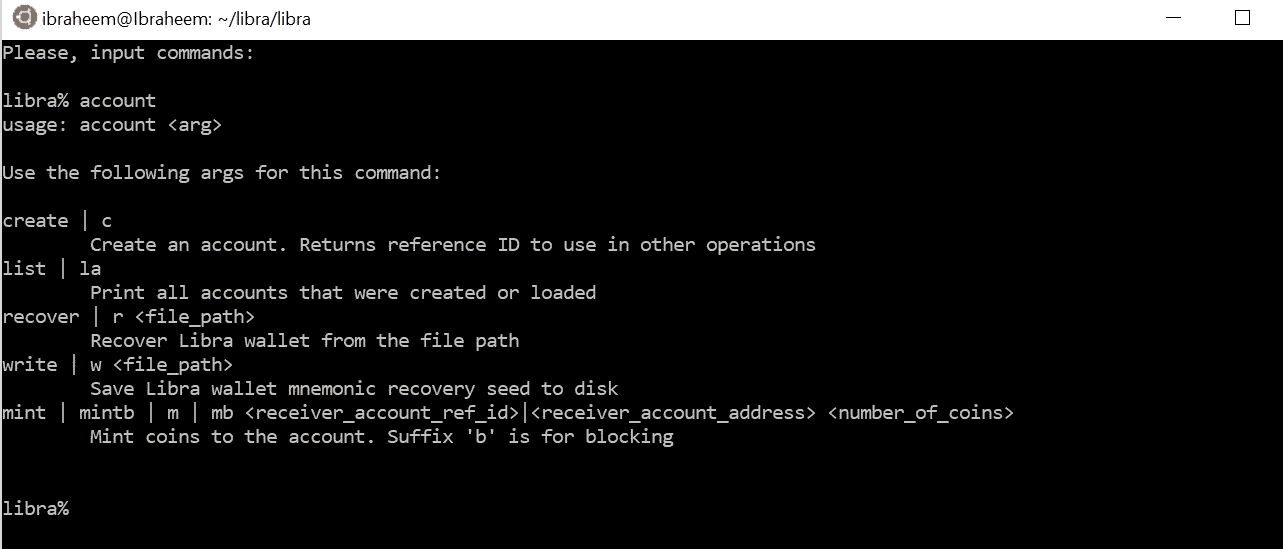 ibraheem@Ibraheem: ~/libra/libra
Please, input commands:
libra% account
usage: account <arg>
Use the following args for this command:
create | c
Create an account. Returns reference ID to use in other operations
list | la
Print all accounts that were created or loaded
recover | r <file_path>
Recover Libra wallet from the file path
write | w <file_path>
Save Libra wallet mnemonic recovery seed to disk
mint | mintb | m | mb <receiver_account_ref_id>|<receiver_account_address> <number_of_coins>
Mint coins to the account. Suffix 'b' is for blocking
libra%